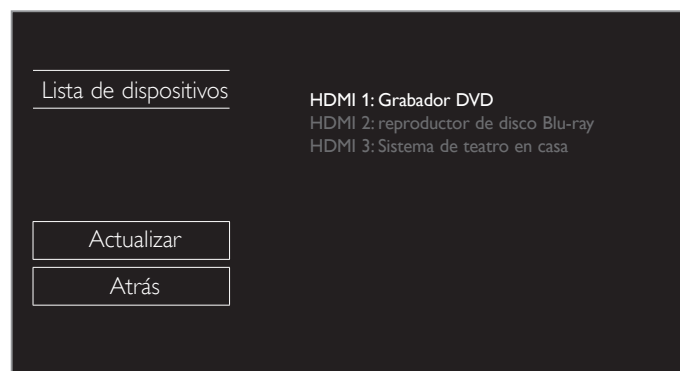 Lista de dispositivos
HDMI 1: Grabador DVD
HDMI 2: reproductor de disco Blu-ray
HDMI 3: Sistema de teatro en casa
Actualizar
Atrás